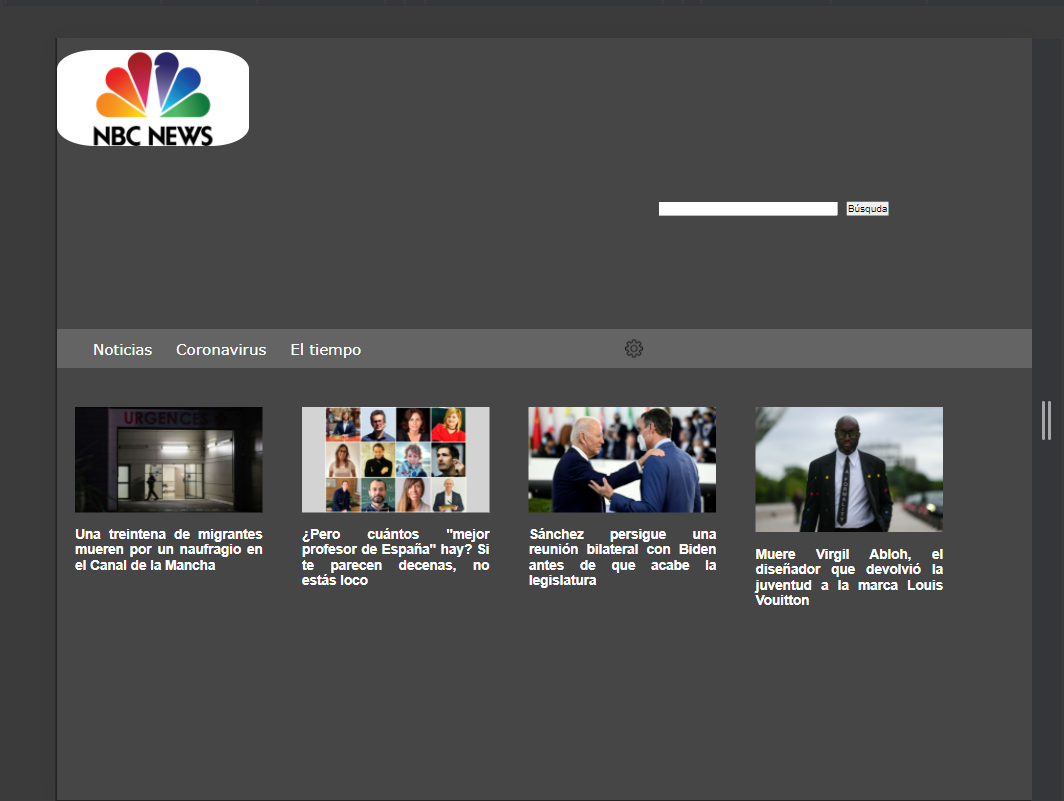 NBC NEWS
Búsquda
Noticias Coronavirus El tiempo
URGENCES
Una treintena de migrantes
mueren por un naufragio en
el Canal de la Mancha
¿Pero cuántos "mejor
profesor de España" hay? Si
te parecen decenas, no
estás loco
Sánchez persigue una
reunión bilateral con Biden
antes de que acabe la
legislatura
FORMALITY
Muere Virgil Abloh, el
diseñador que devolvió la
juventud a la marca Louis
Vouitton